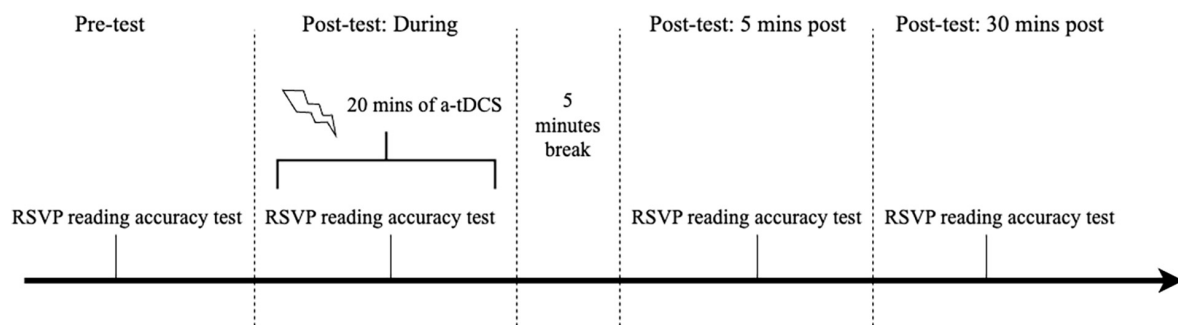 Pre-test
Post-test: During
Post-test: 5 mins post
Post-test: 30 mins post
20 mins of a-tDCS
5
minutes
break
RSVP reading accuracy test
RSVP reading accuracy test
RSVP reading accuracy test
RSVP reading accuracy test